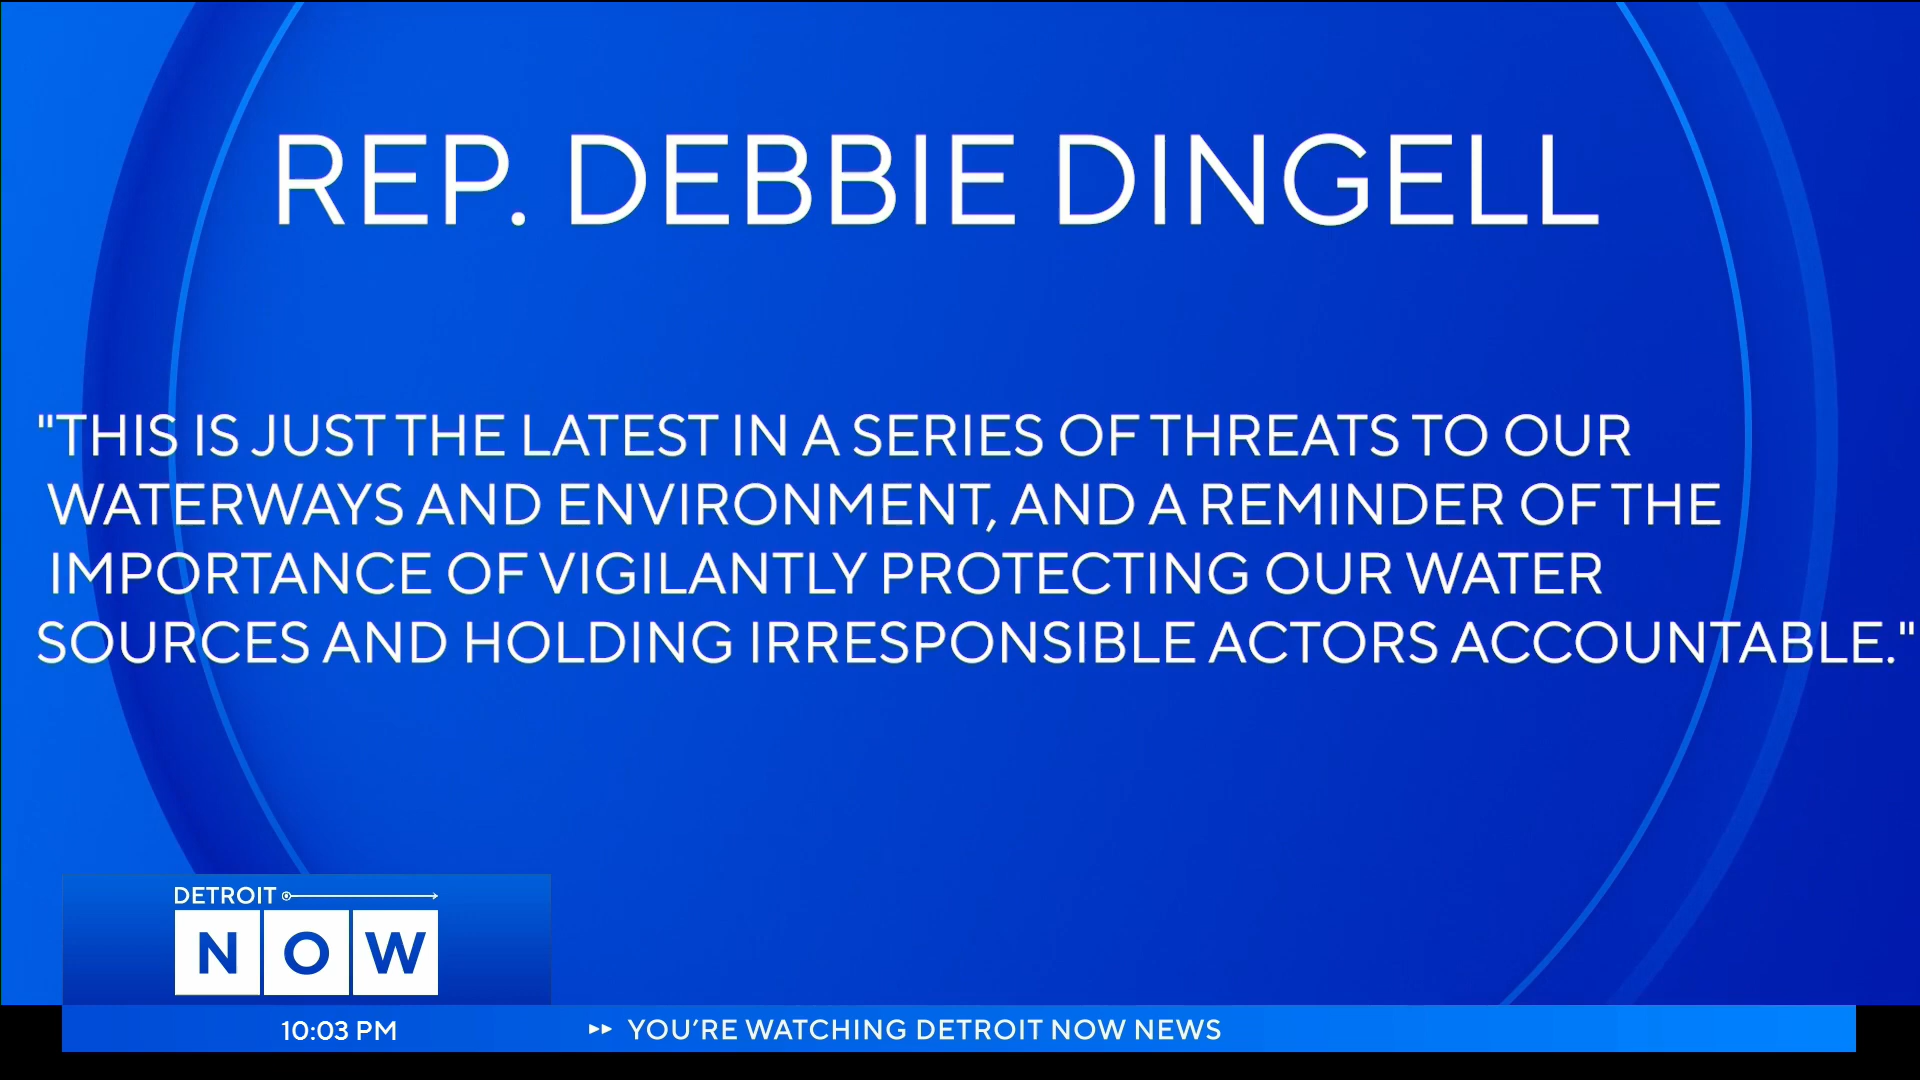 REP. DEBBIE DINGELL
"THIS IS JUST THE LATEST IN A SERIES OF THREATS TO OUR
WATERWAYS AND ENVIRONMENT, AND A REMINDER OF THE
IMPORTANCE OF VIGILANTLY PROTECTING OUR WATER
SOURCES AND HOLDING IRRESPONSIBLE ACTORS ACCOUNTABLE."
DETROIT
NOW
10:03 PM
YOU'RE WATCHING DETROIT NOW NEWS